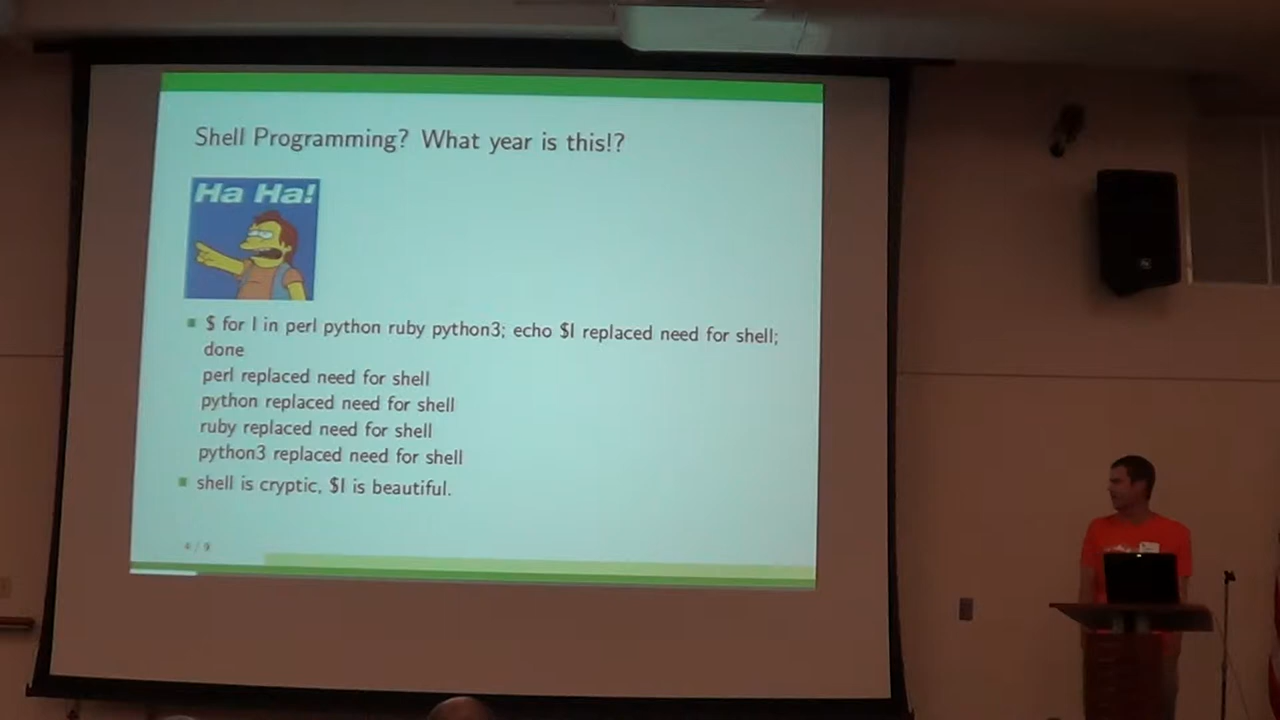 Shell Programming? What year is this!?
Ha Ha!
$ for I in perl python ruby python3; echo $I replaced need for shell;
done
perl replaced need for shell
python replaced need for shell
ruby replaced need for shell
python3 replaced need for shell
shell is cryptic, $I is beautiful.